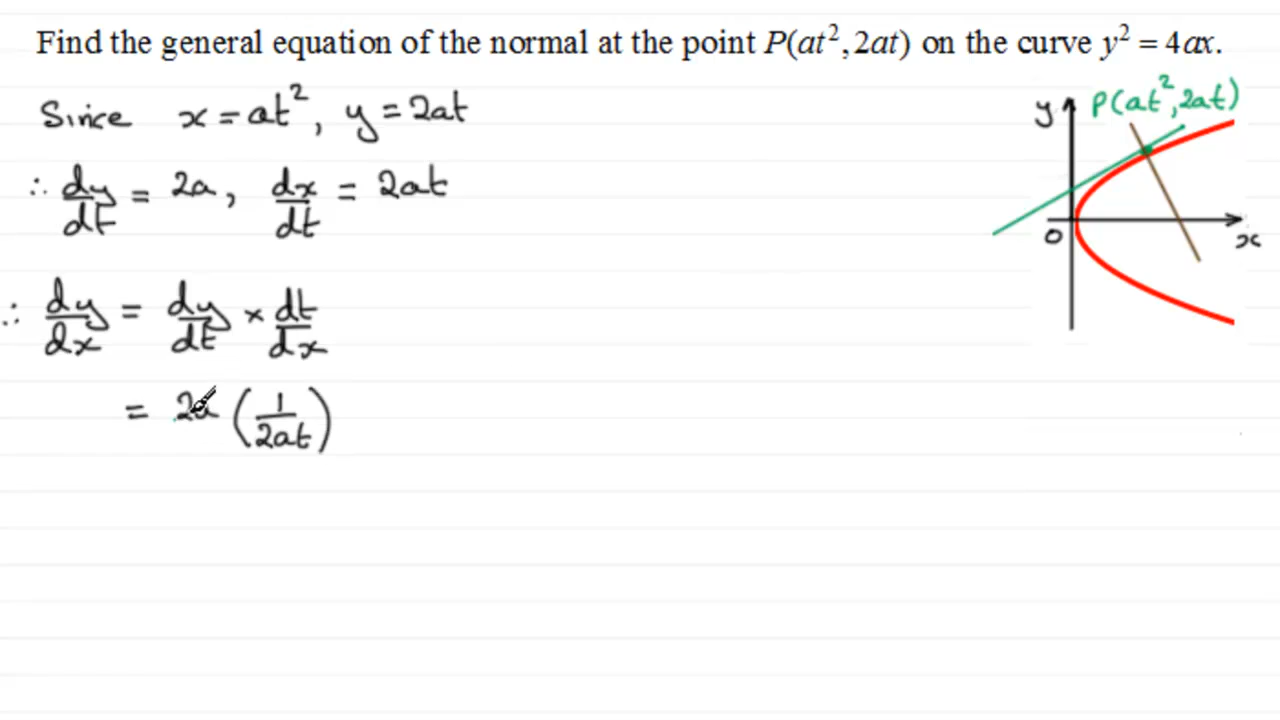 Find the general equation of the normal at the point P(at², 2at) on the curve y² = 4ax.
Since x = at², y = 2at
∴ dy/dt = 2a, dx/dt = 2at
∴ dy/dx = dy/dt × dt/dx
= 2a (1/2at)
P(at², 2at)
y
O
x